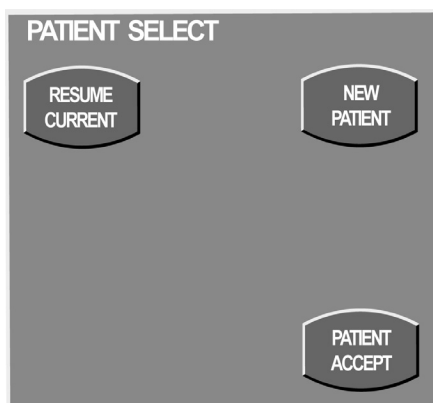 PATIENT SELECT
RESUME
CURRENT
NEW
PATIENT
PATIENT
ACCEPT